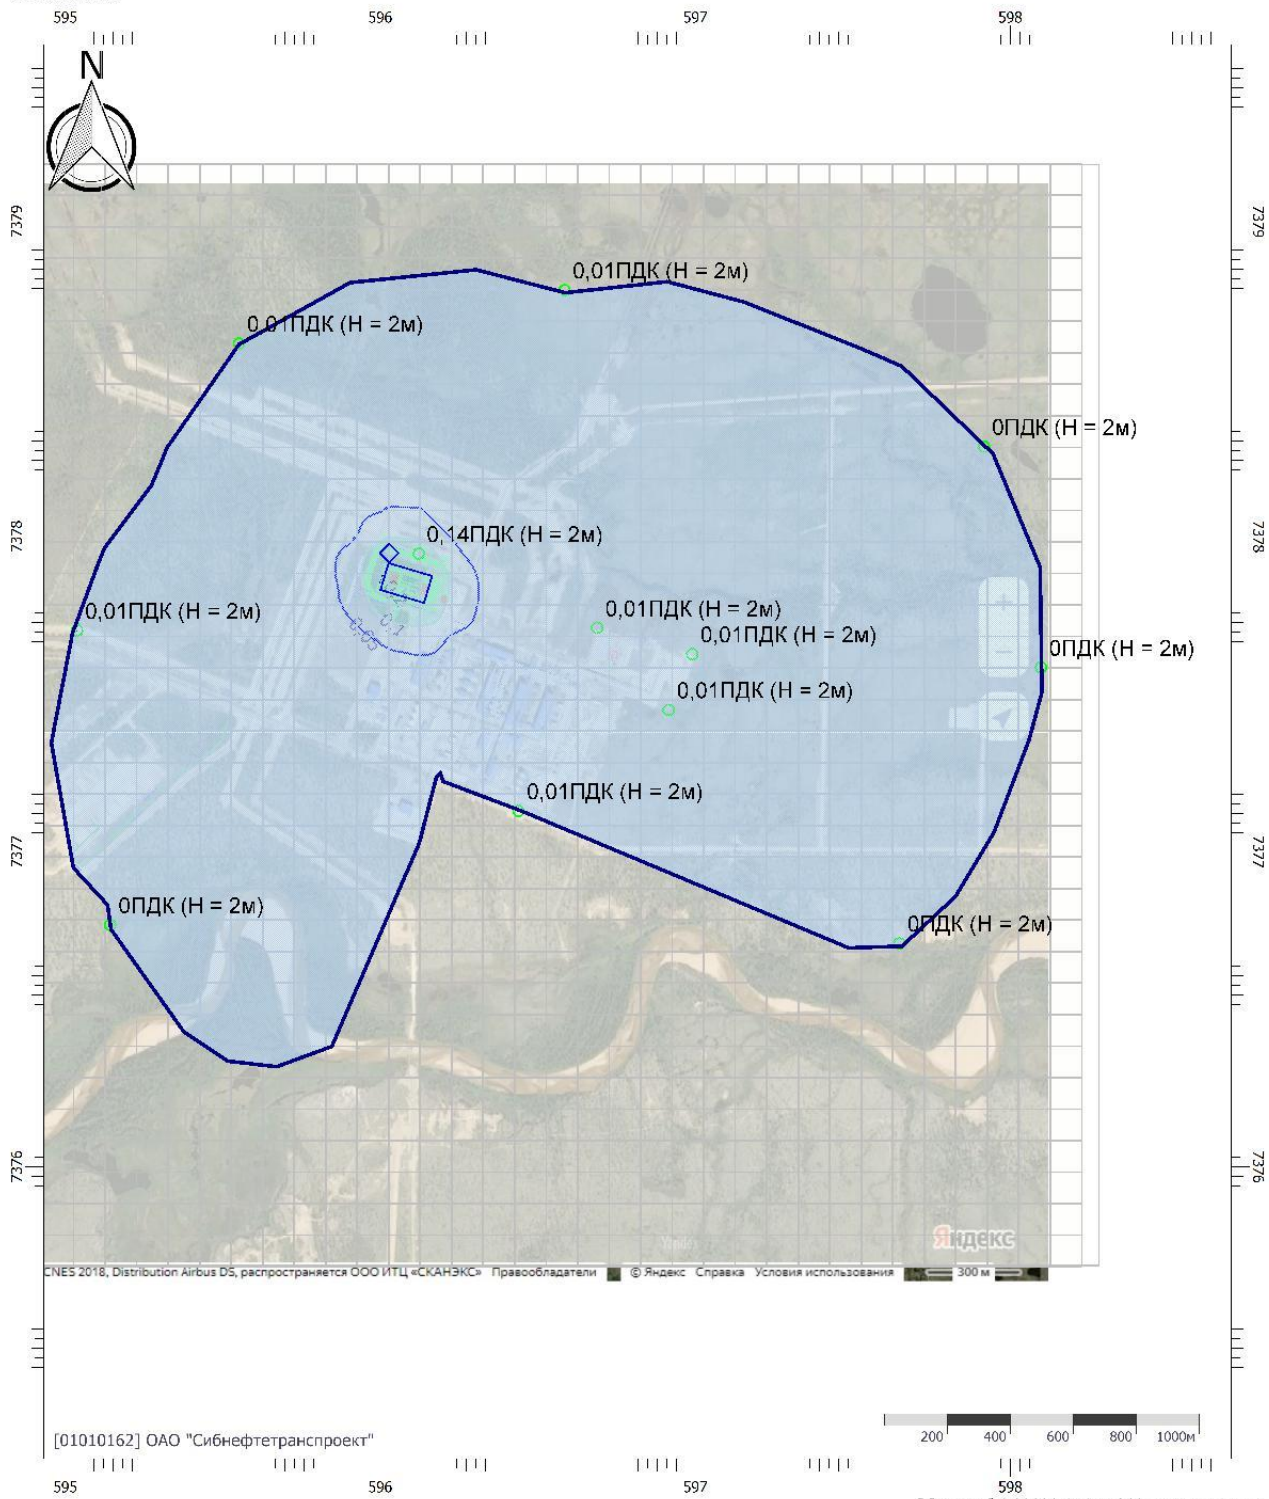 595 596 597 598
N
7379 7379
0,01ПДК (Н = 2м)
0,01ПДК (Н = 2м)
0ПДК (Н = 2м)
7378 7378
0,14ПДК (Н = 2м)
0,01ПДК (Н = 2м)
0,01ПДК (Н = 2м)
0,1
0,05
0,01ПДК (Н = 2м)
0ПДК (Н = 2м)
0,01ПДК (Н = 2м)
0,01ПДК (Н = 2м)
7377 7377
0ПДК (Н = 2м)
0ПДК (Н = 2м)
7376 7376
Яндекс
CNES 2018, Distribution Airbus DS, распространяется ООО ИТЦ «СКАНЭКС» Правообладатели © Яндекс Справка Условия использования 300 м
200 400 600 800 1000м
[01010162] ОАО "Сибнефтетранспроект"
595 596 597 598